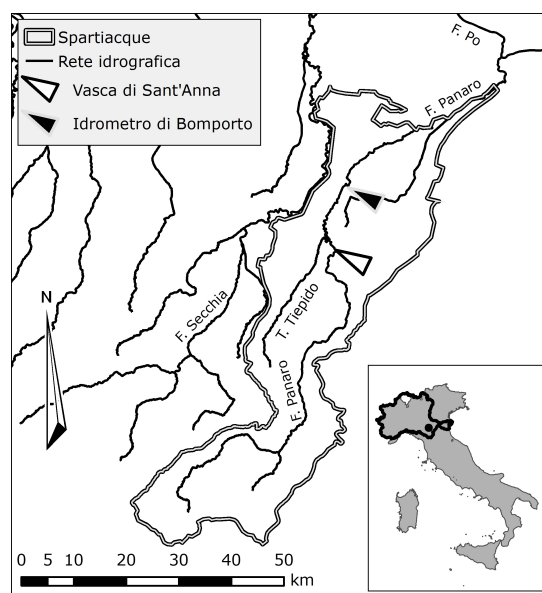 Spartiacque
Rete idrografica
Vasca di Sant'Anna
Idrometro di Bomporto
F. Po
F. Panaro
N
F. Secchia
T. Tiepido
F. Panaro
0 5 10 20 30 40 50
km